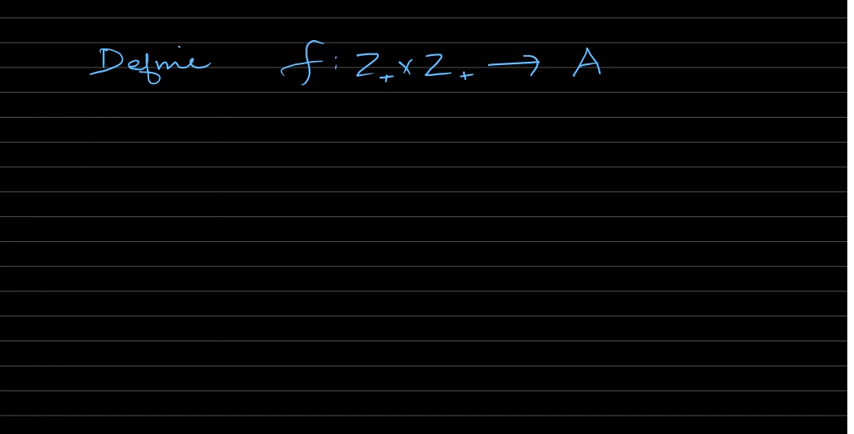 Define f : Z₊ × Z₊ → A